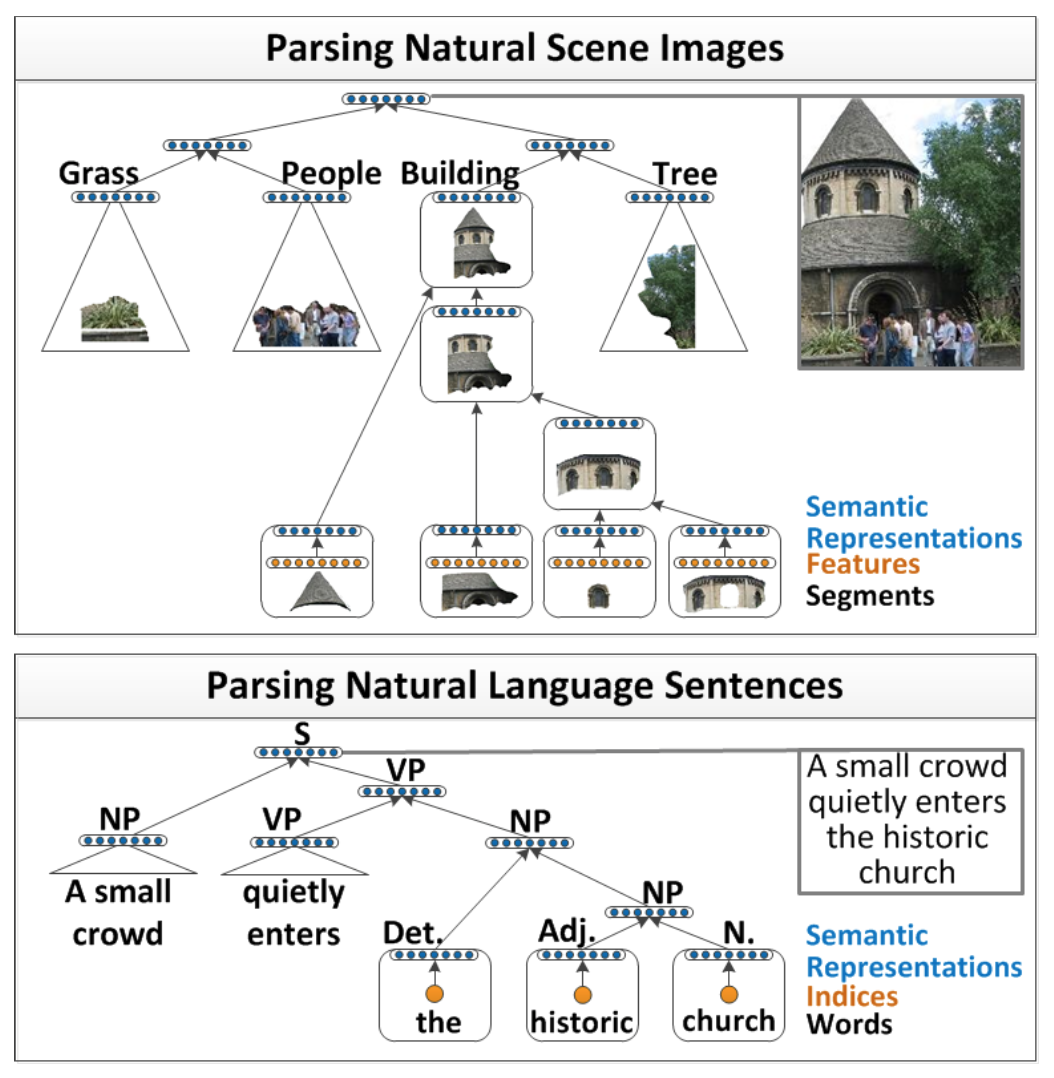 Parsing Natural Scene Images
Grass
People
Building
Tree
Semantic
Representations
Features
Segments
Parsing Natural Language Sentences
S
VP
NP
VP
NP
A small
crowd
quietly
enters
NP
Det.
Adj.
N.
the
historic
church
A small crowd
quietly enters
the historic
church
Semantic
Representations
Indices
Words